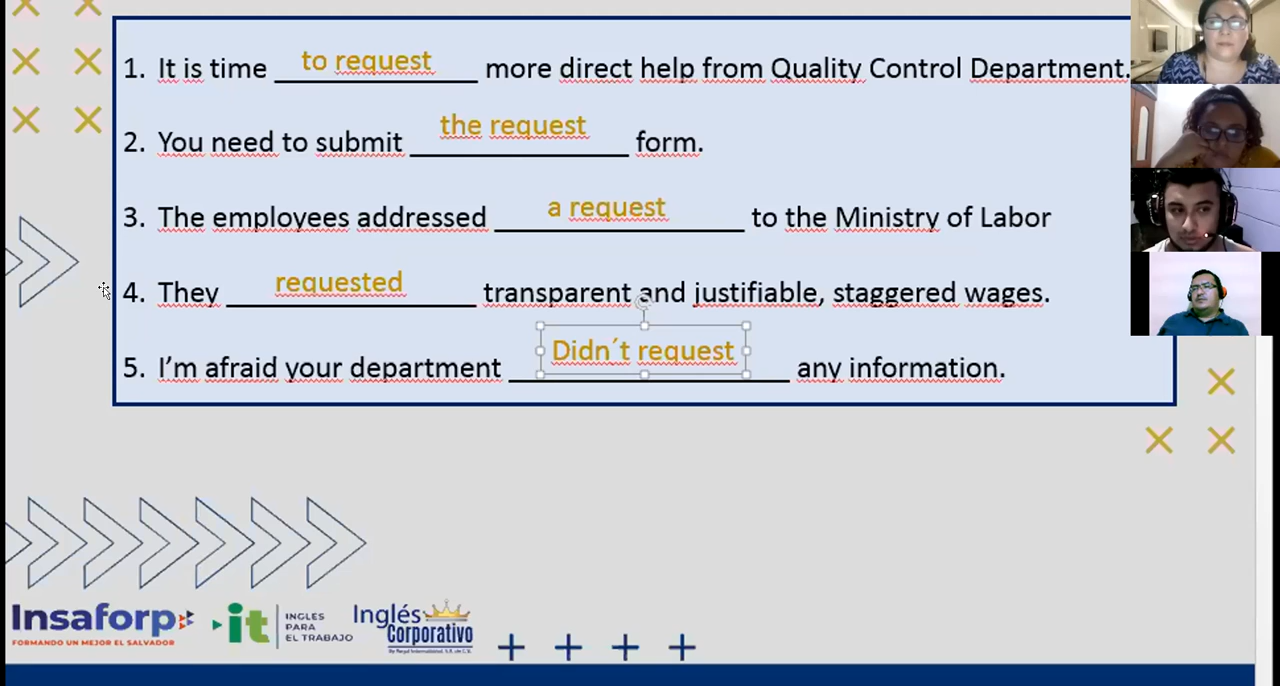 1. It is time to request more direct help from Quality Control Department.
2. You need to submit the request form.
3. The employees addressed a request to the Ministry of Labor
4. They requested transparent and justifiable, staggered wages.
5. I'm afraid your department Didn´t request any information.
Insaforp
FORMANDO UN MEJOR EL SALVADOR
it
INGLES
PARA
EL TRABAJO
Inglés
Corporativo